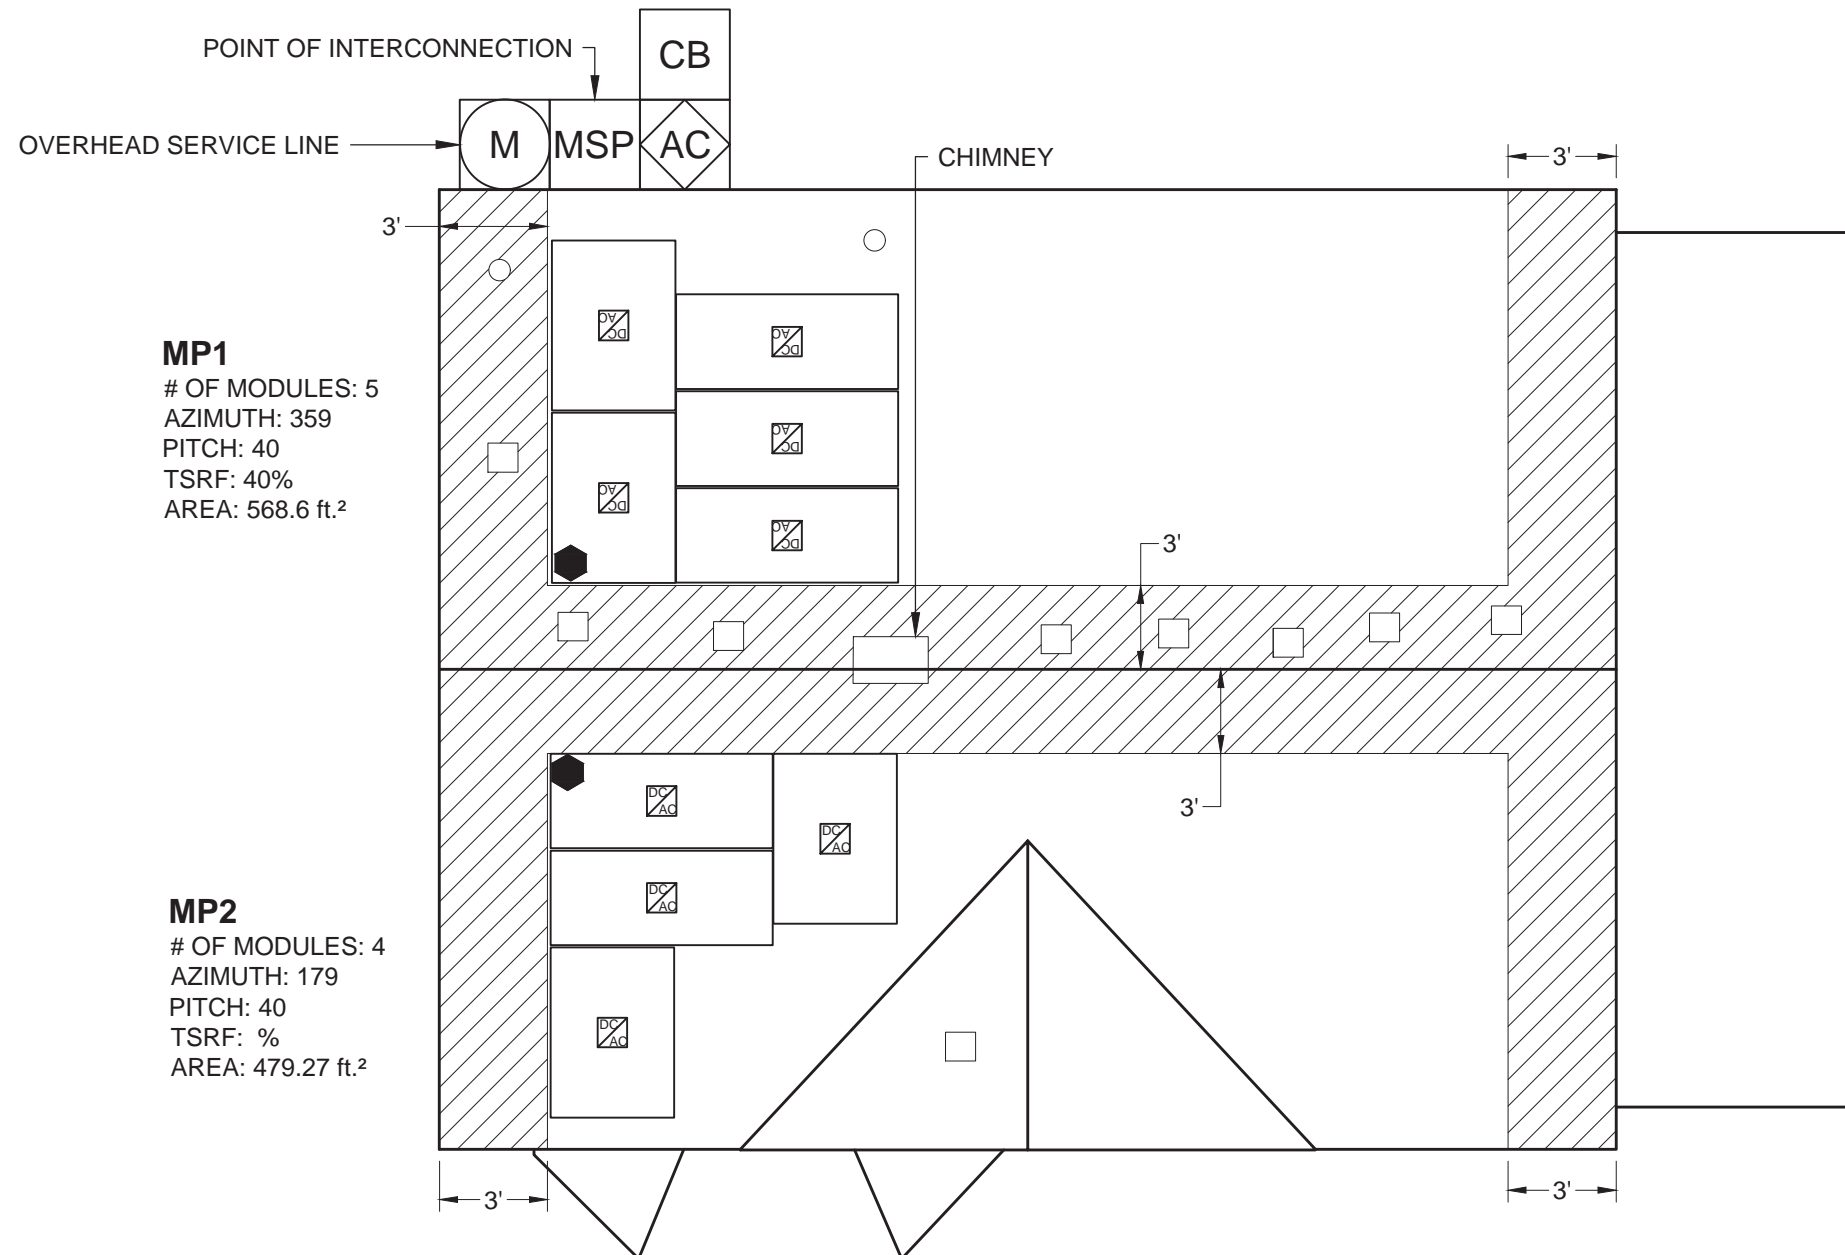 POINT OF INTERCONNECTION
CB
OVERHEAD SERVICE LINE
M
MSP
AC
CHIMNEY
3'
3'
MP1
# OF MODULES: 5
AZIMUTH: 359
PITCH: 40
TSRF: 40%
AREA: 568.6 ft.²
DC
AC
DC
AC
DC
AC
DC
AC
DC
AC
3'
3'
MP2
# OF MODULES: 4
AZIMUTH: 179
PITCH: 40
TSRF: %
AREA: 479.27 ft.²
DC
AC
DC
AC
DC
AC
DC
AC
3'
3'